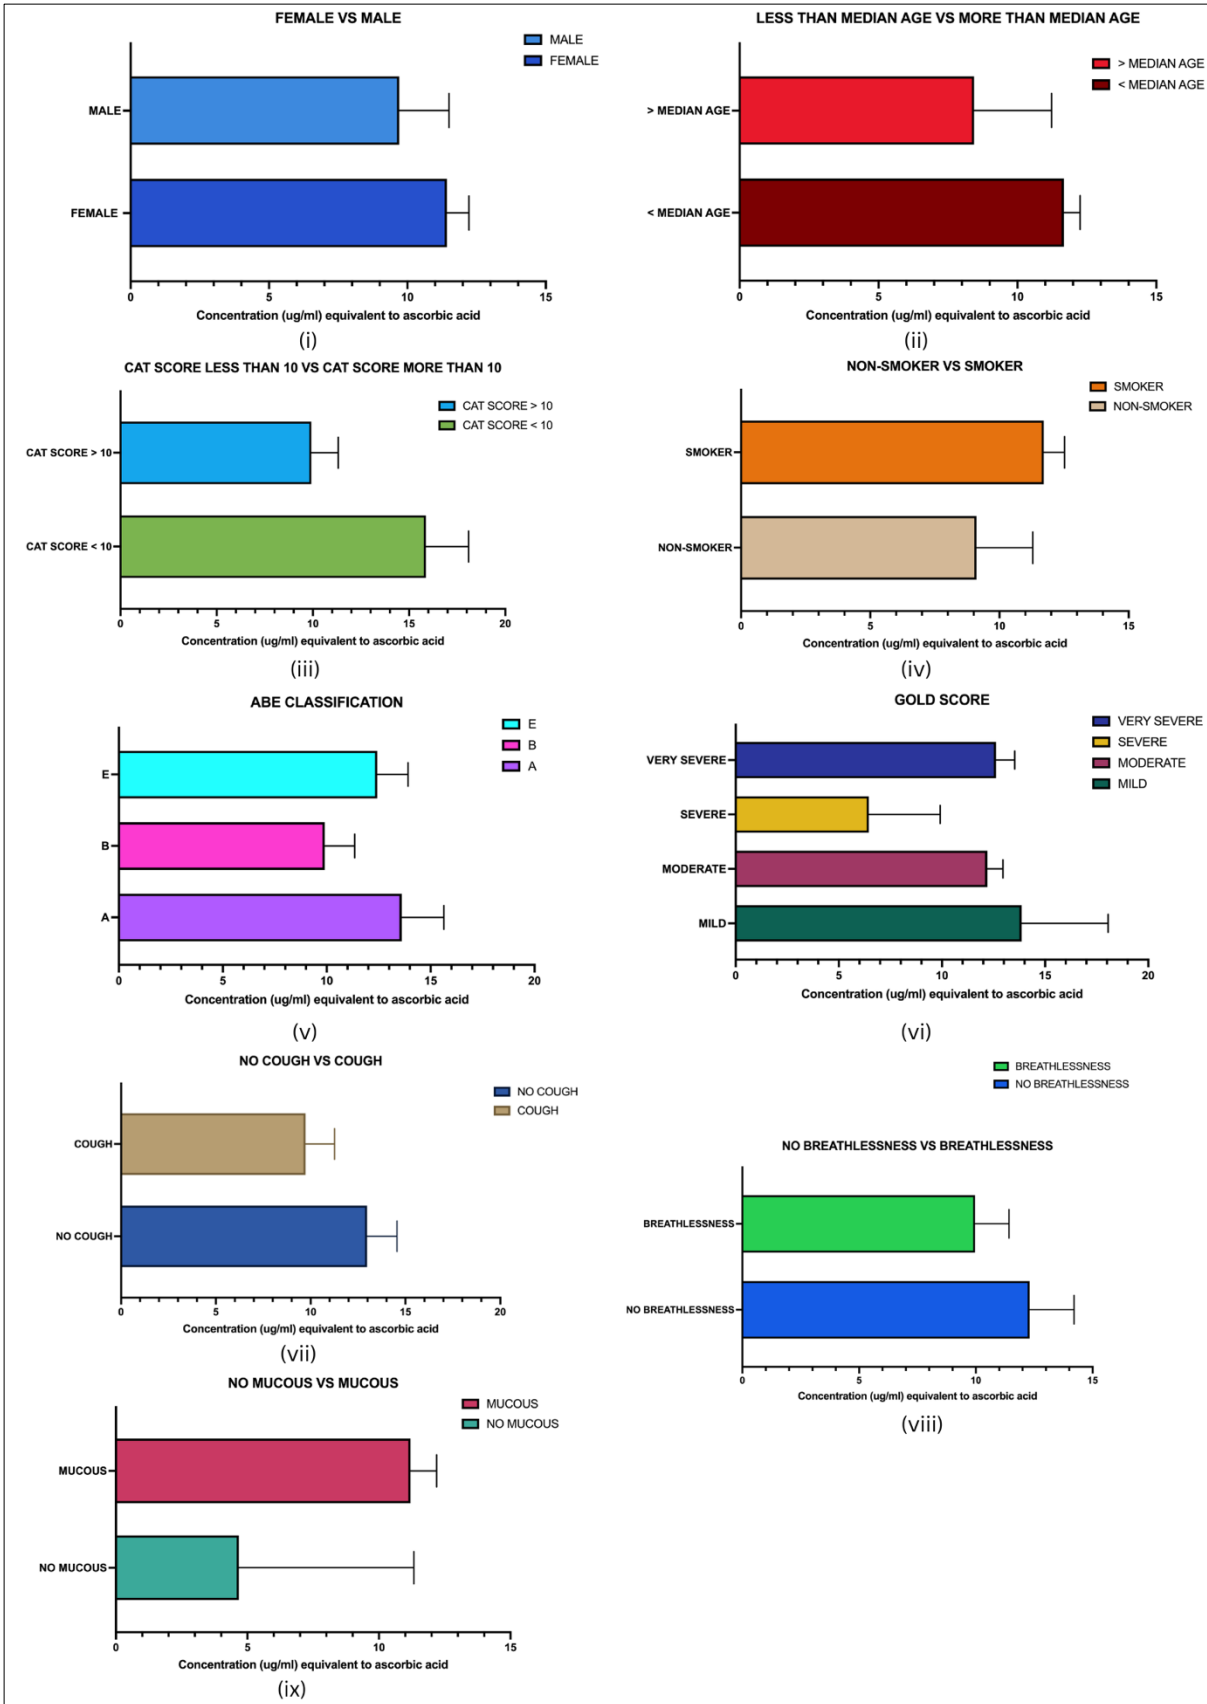 FEMALE VS MALE
MALE
FEMALE
MALE
FEMALE
0 5 10 15
Concentration (ug/ml) equivalent to ascorbic acid
(i)
LESS THAN MEDIAN AGE VS MORE THAN MEDIAN AGE
> MEDIAN AGE
< MEDIAN AGE
> MEDIAN AGE
< MEDIAN AGE
0 5 10 15
Concentration (ug/ml) equivalent to ascorbic acid
(ii)
CAT SCORE LESS THAN 10 VS CAT SCORE MORE THAN 10
CAT SCORE > 10
CAT SCORE < 10
CAT SCORE > 10
CAT SCORE < 10
0 5 10 15 20
Concentration (ug/ml) equivalent to ascorbic acid
(iii)
NON-SMOKER VS SMOKER
SMOKER
NON-SMOKER
SMOKER
NON-SMOKER
0 5 10 15
Concentration (ug/ml) equivalent to ascorbic acid
(iv)
ABE CLASSIFICATION
E
B
A
E
B
A
0 5 10 15 20
Concentration (ug/ml) equivalent to ascorbic acid
(v)
GOLD SCORE
VERY SEVERE
SEVERE
MODERATE
MILD
VERY SEVERE
SEVERE
MODERATE
MILD
0 5 10 15 20
Concentration (ug/ml) equivalent to ascorbic acid
(vi)
NO COUGH VS COUGH
NO COUGH
COUGH
COUGH
NO COUGH
0 5 10 15 20
Concentration (ug/ml) equivalent to ascorbic acid
(vii)
BREATHLESSNESS
NO BREATHLESSNESS
NO BREATHLESSNESS VS BREATHLESSNESS
BREATHLESSNESS
NO BREATHLESSNESS
0 5 10 15
Concentration (ug/ml) equivalent to ascorbic acid
(viii)
NO MUCOUS VS MUCOUS
MUCOUS
NO MUCOUS
MUCOUS
NO MUCOUS
0 5 10 15
Concentration (ug/ml) equivalent to ascorbic acid
(ix)